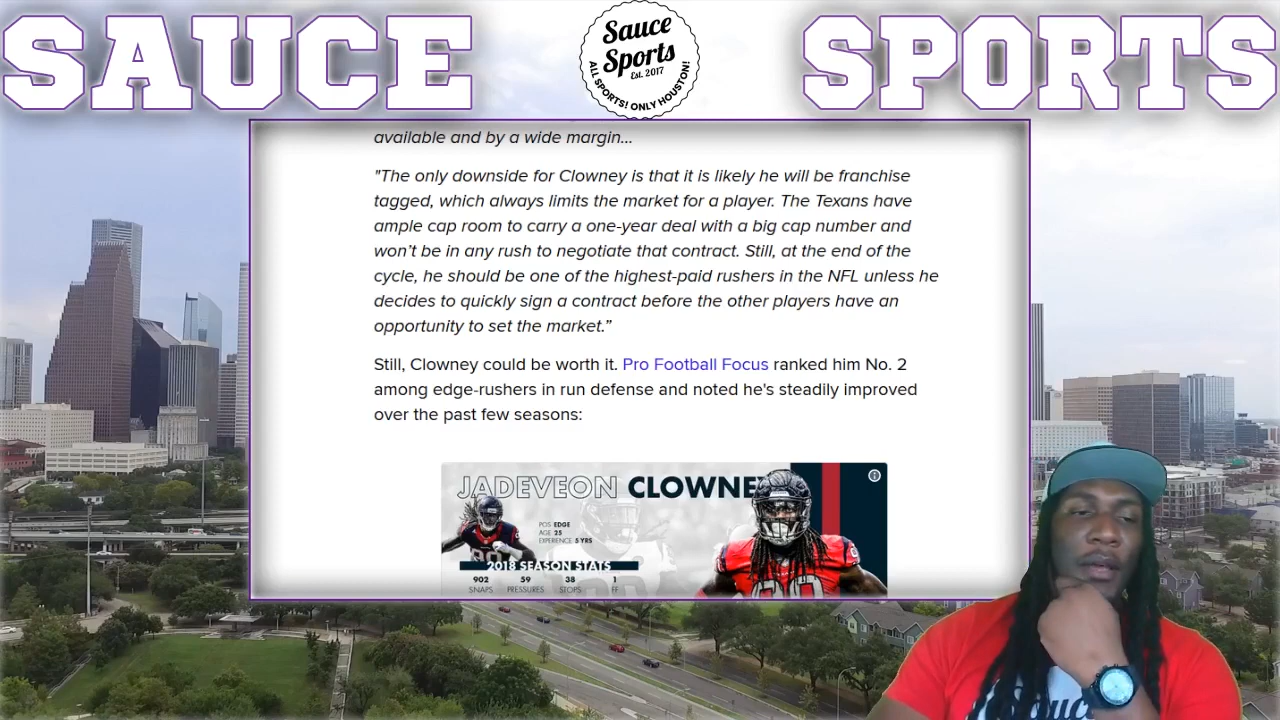 SAUCE SPORTS
Sauce
Sports
Est. 2017
ALL SPORTS! ONLY HOUSTON!
available and by a wide margin...
"The only downside for Clowney is that it is likely he will be franchise
tagged, which always limits the market for a player. The Texans have
ample cap room to carry a one-year deal with a big cap number and
won’t be in any rush to negotiate that contract. Still, at the end of the
cycle, he should be one of the highest-paid rushers in the NFL unless he
decides to quickly sign a contract before the other players have an
opportunity to set the market.”
Still, Clowney could be worth it. Pro Football Focus ranked him No. 2
among edge-rushers in run defense and noted he's steadily improved
over the past few seasons:
JADEVEON CLOWNE
POS EDGE
AGE 25
EXPERIENCE 5 YRS
2018 SEASON STATS
902 59 38 1
SNAPS PRESSURES STOPS FF